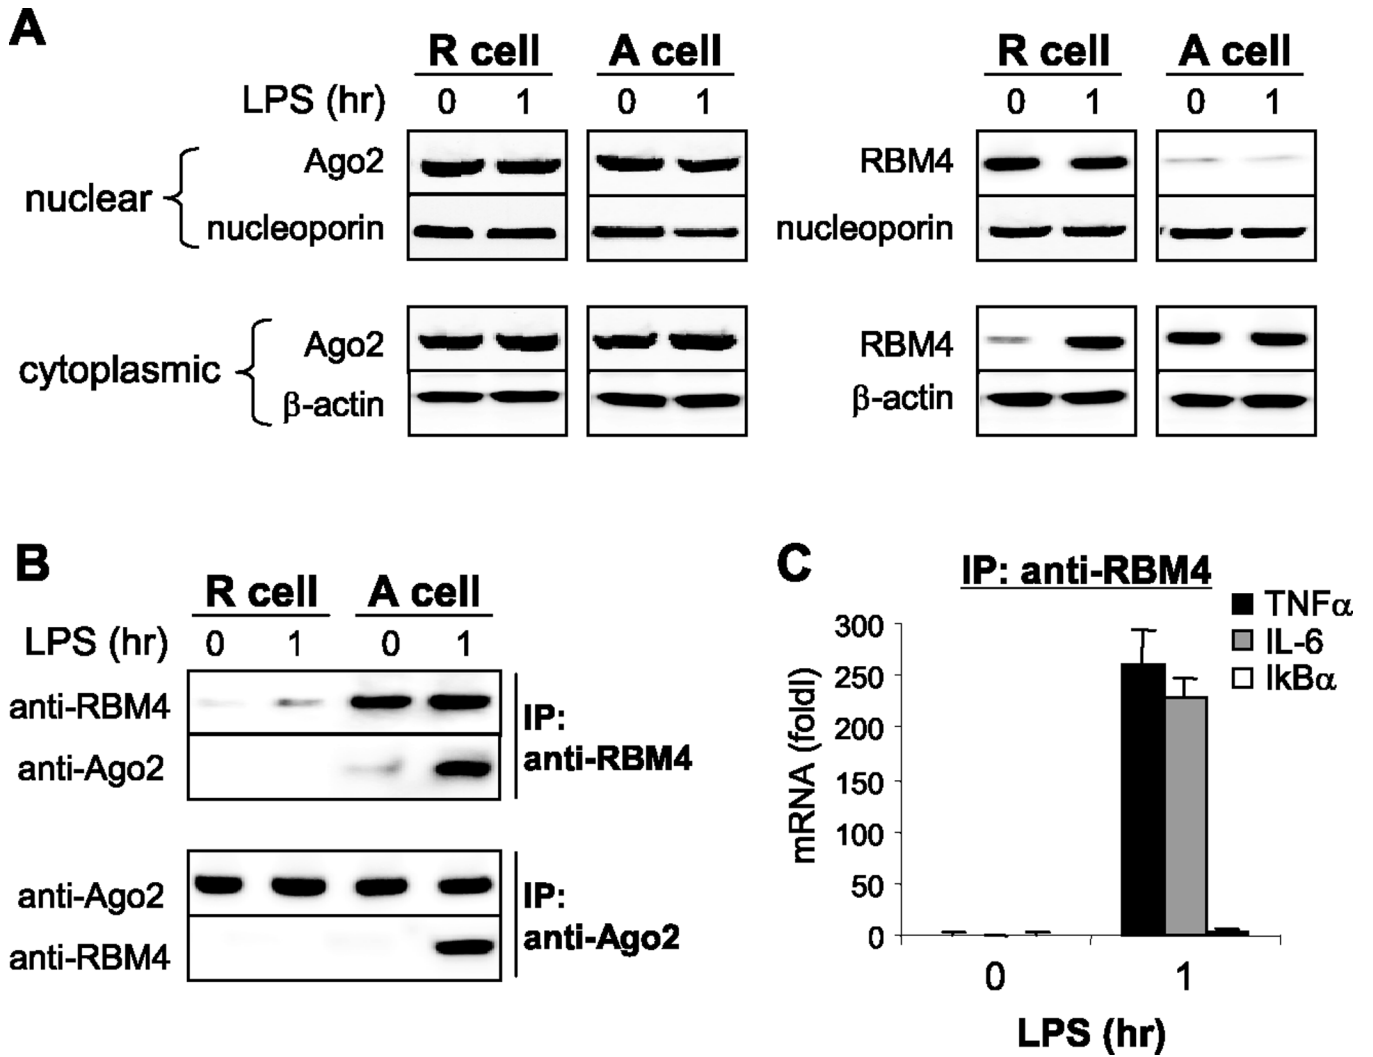 A
R cell A cell R cell A cell
LPS (hr) 0 1 0 1 0 1 0 1
nuclear
Ago2 RBM4
nucleoporin nucleoporin
cytoplasmic
Ago2 RBM4
β-actin β-actin
B
R cell A cell
LPS (hr) 0 1 0 1
anti-RBM4
anti-Ago2
IP:
anti-RBM4
anti-Ago2
anti-RBM4
IP:
anti-Ago2
C
IP: anti-RBM4
TNFα
IL-6
IkBα
mRNA (foldl)
300
250
200
150
100
50
0
0 1
LPS (hr)